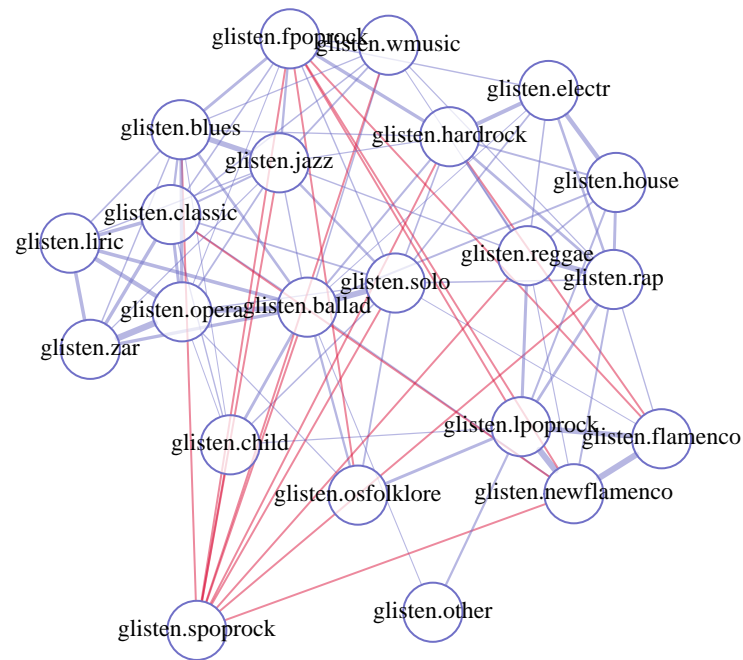 glisten.fpoprock
glisten.wmusic
glisten.electr
glisten.blues
glisten.hardrock
glisten.jazz
glisten.house
glisten.classic
glisten.liric
glisten.reggae
glisten.rap
glisten.solo
glisten.opera
glisten.ballad
glisten.zar
glisten.lpoprock
glisten.flamenco
glisten.child
glisten.osfolklore
glisten.newflamenco
glisten.other
glisten.spoprock